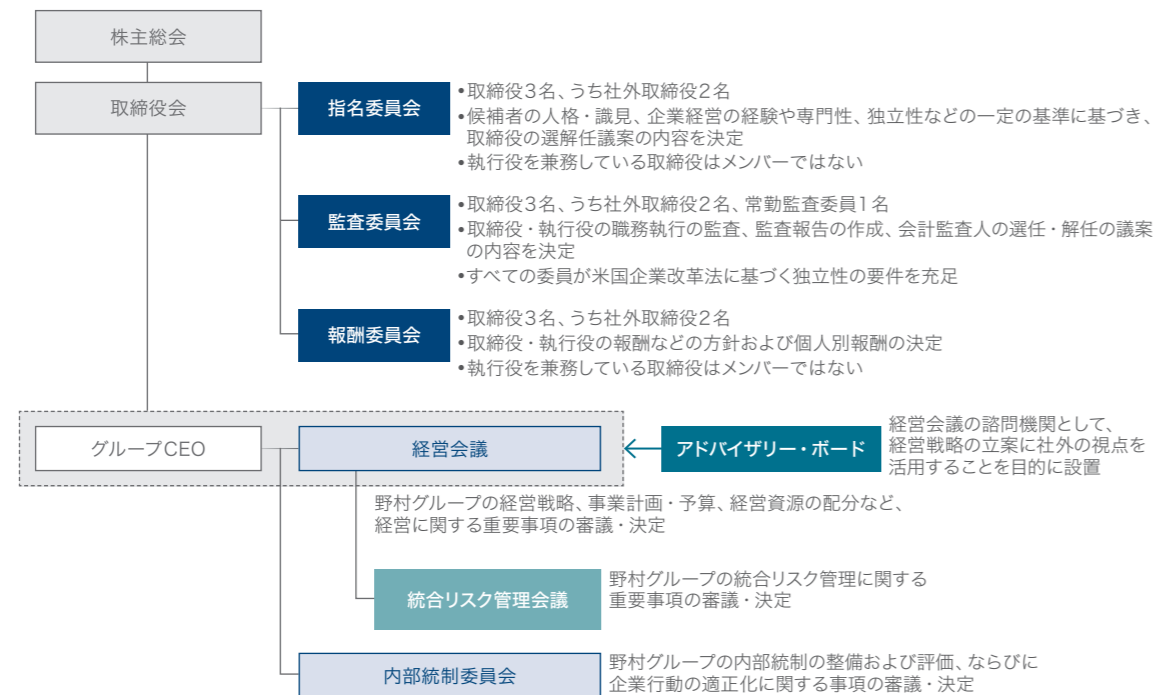 株主総会
取締役会
指名委員会
•取締役3名、うち社外取締役2名
•候補者の人格・識見、企業経営の経験や専門性、独立性などの一定の基準に基づき、
取締役の選解任議案の内容を決定
•執行役を兼務している取締役はメンバーではない
監査委員会
•取締役3名、うち社外取締役2名、常勤監査委員1名
•取締役・執行役の職務執行の監査、監査報告の作成、会計監査人の選任・解任の議案
の内容を決定
•すべての委員が米国企業改革法に基づく独立性の要件を充足
報酬委員会
•取締役3名、うち社外取締役2名
•取締役・執行役の報酬などの方針および個人別報酬の決定
•執行役を兼務している取締役はメンバーではない
グループCEO
経営会議
アドバイザリー・ボード
経営会議の諮問機関として、
経営戦略の立案に社外の視点を
活用することを目的に設置
野村グループの経営戦略、事業計画・予算、経営資源の配分など、
経営に関する重要事項の審議・決定
統合リスク管理会議
野村グループの統合リスク管理に関する
重要事項の審議・決定
内部統制委員会
野村グループの内部統制の整備および評価、ならびに
企業行動の適正化に関する事項の審議・決定